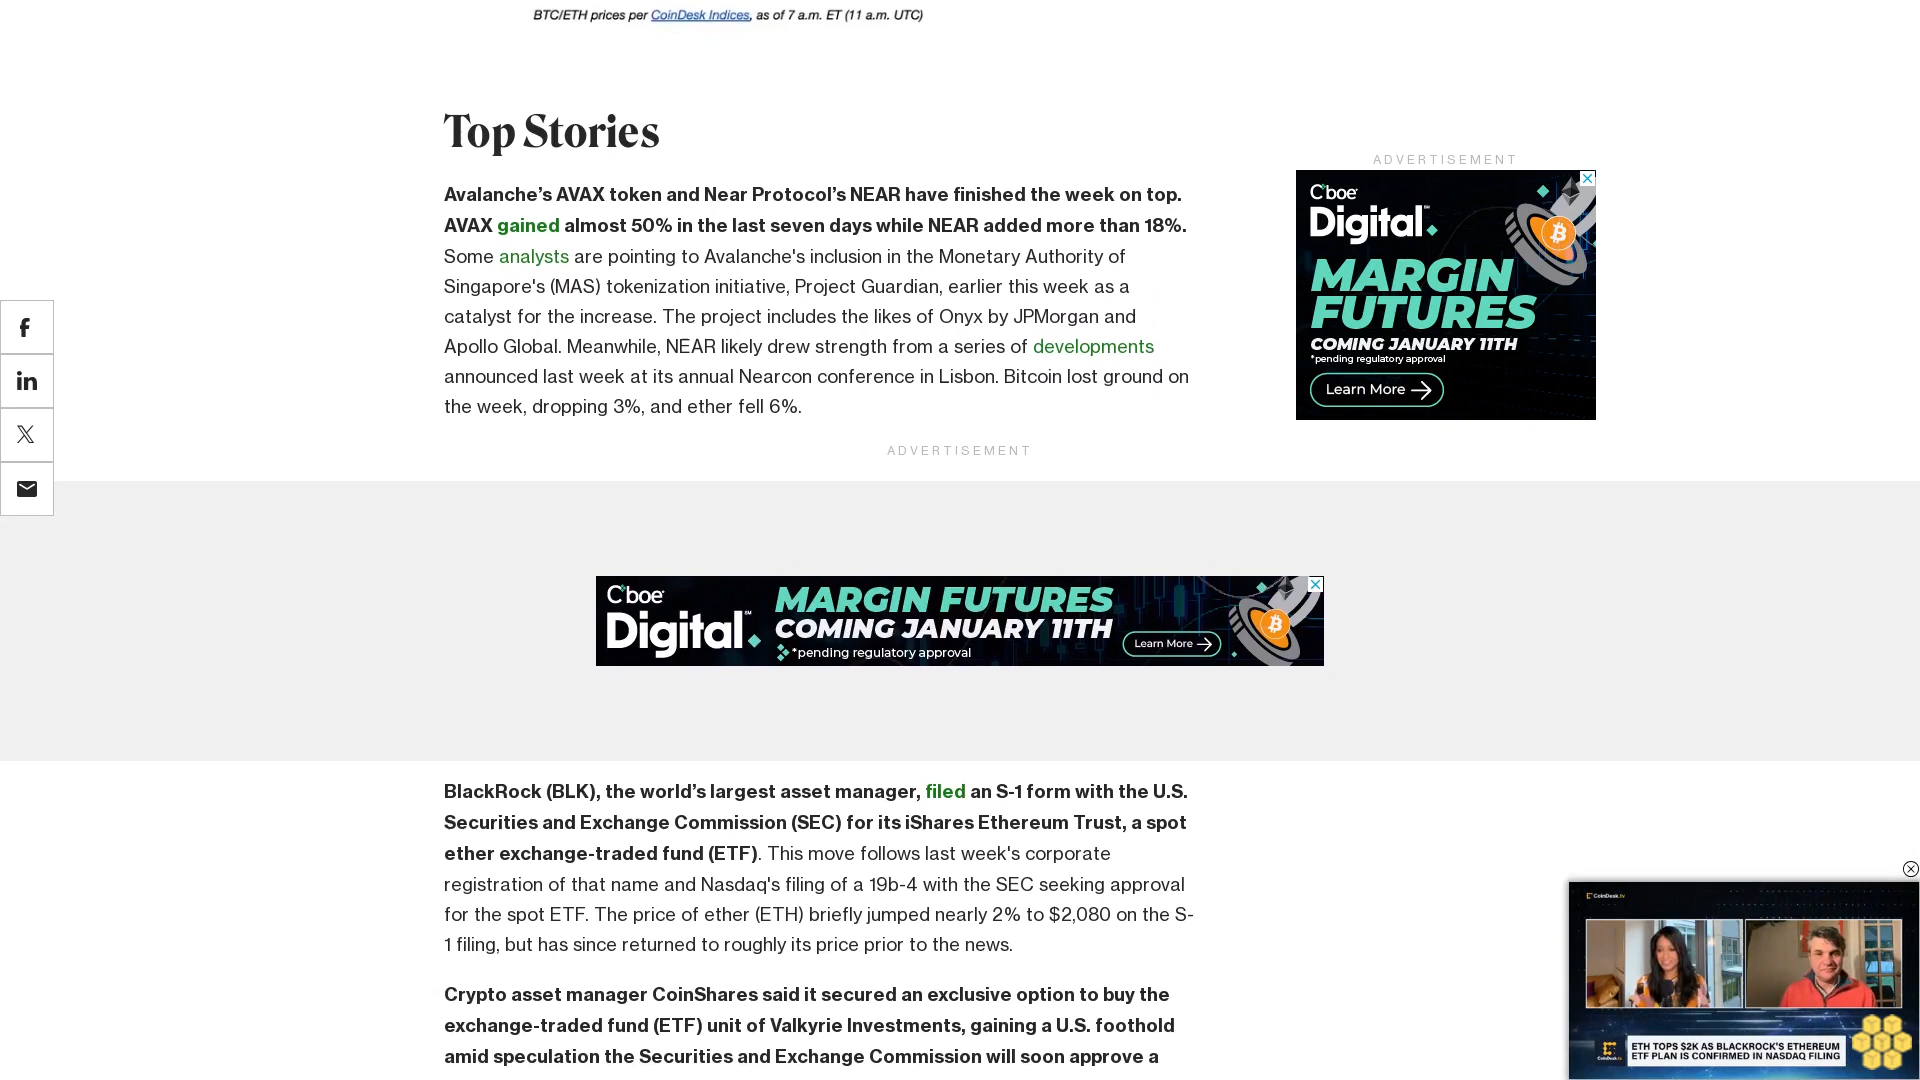 BTC/ETH prices per CoinDesk Indices, as of 7 a.m. ET (11 a.m. UTC)
Top Stories
Avalanche’s AVAX token and Near Protocol’s NEAR have finished the week on top.
AVAX gained almost 50% in the last seven days while NEAR added more than 18%.
Some analysts are pointing to Avalanche's inclusion in the Monetary Authority of
Singapore's (MAS) tokenization initiative, Project Guardian, earlier this week as a
catalyst for the increase. The project includes the likes of Onyx by JPMorgan and
Apollo Global. Meanwhile, NEAR likely drew strength from a series of developments
announced last week at its annual Nearcon conference in Lisbon. Bitcoin lost ground on
the week, dropping 3%, and ether fell 6%.
ADVERTISEMENT
Cboe
Digital
MARGIN
FUTURES
COMING JANUARY 11TH
*pending regulatory approval
Learn More
ADVERTISEMENT
Cboe
Digital
SM
MARGIN FUTURES
COMING JANUARY 11TH
*pending regulatory approval
Learn More
BlackRock (BLK), the world’s largest asset manager, filed an S-1 form with the U.S.
Securities and Exchange Commission (SEC) for its iShares Ethereum Trust, a spot
ether exchange-traded fund (ETF). This move follows last week's corporate
registration of that name and Nasdaq's filing of a 19b-4 with the SEC seeking approval
for the spot ETF. The price of ether (ETH) briefly jumped nearly 2% to $2,080 on the S-
1 filing, but has since returned to roughly its price prior to the news.
Crypto asset manager CoinShares said it secured an exclusive option to buy the
exchange-traded fund (ETF) unit of Valkyrie Investments, gaining a U.S. foothold
amid speculation the Securities and Exchange Commission will soon approve a
CoinDesk.tv
CoinDesk.tv
ETH TOPS $2K AS BLACKROCK'S ETHEREUM
ETF PLAN IS CONFIRMED IN NASDAQ FILING